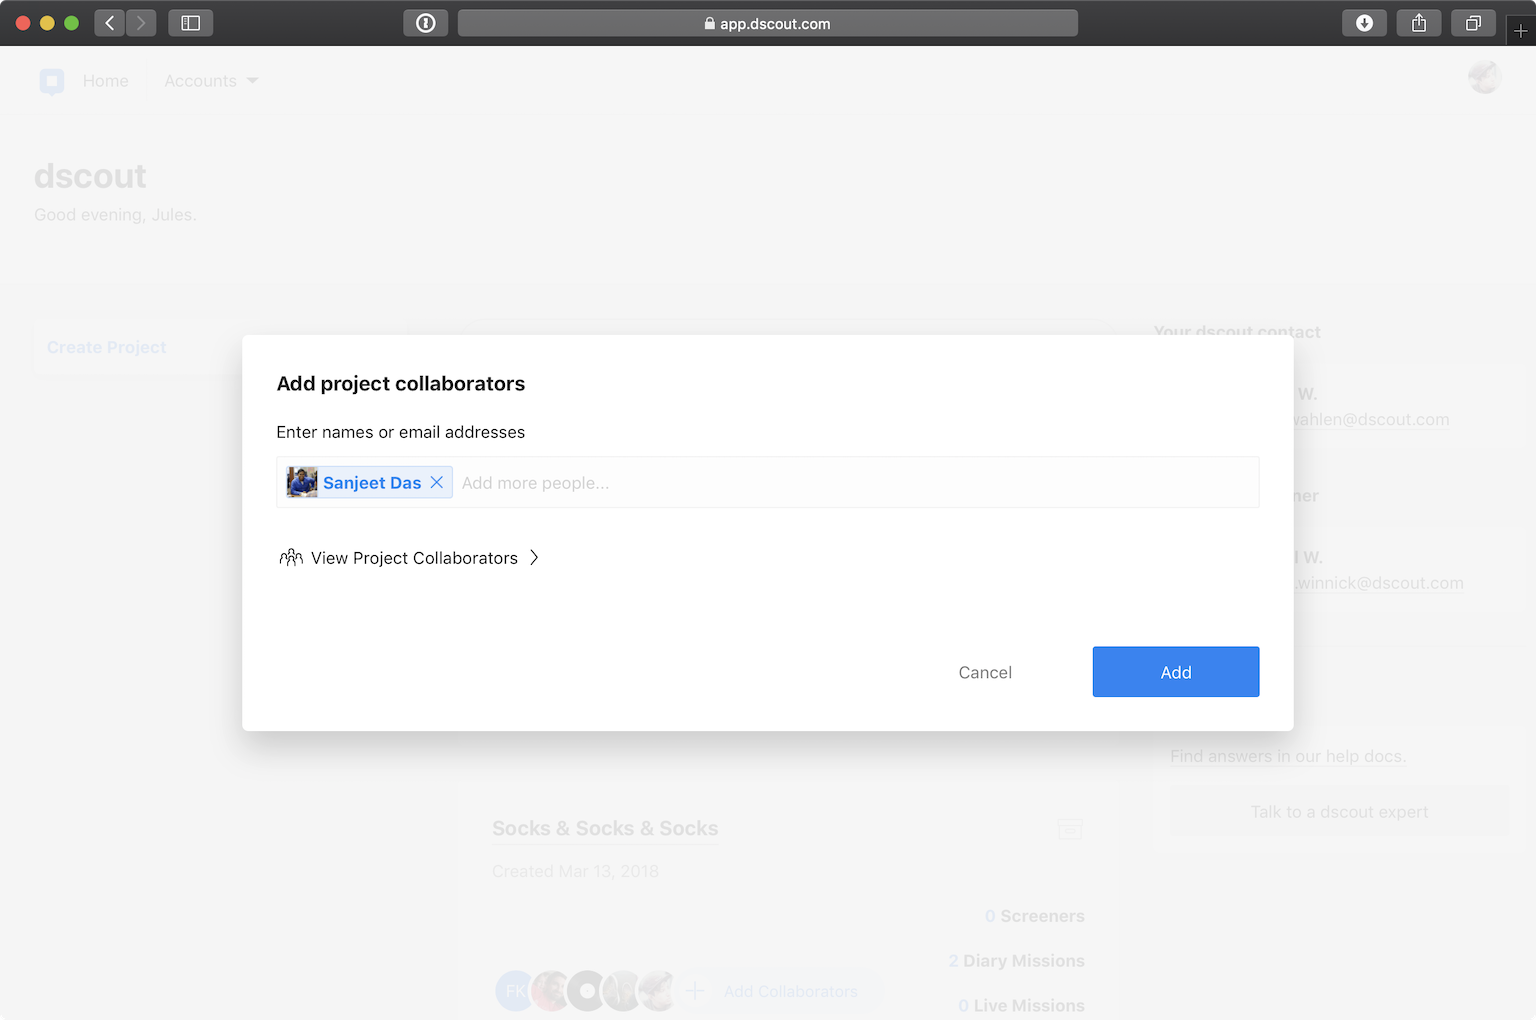 app.dscout.com
Home
Accounts
dscout
Good evening, Jules.
Create Project
Your dscout contact
W.
wahlen@dscout.com
ner
W.
.winnick@dscout.com
Add project collaborators
Enter names or email addresses
Sanjeet Das
Add more people...
View Project Collaborators
Cancel
Add
Find answers in our help docs.
Talk to a dscout expert
Socks & Socks & Socks
Created Mar 13, 2018
0 Screeners
2 Diary Missions
0 Live Missions
FK
Add Collaborators